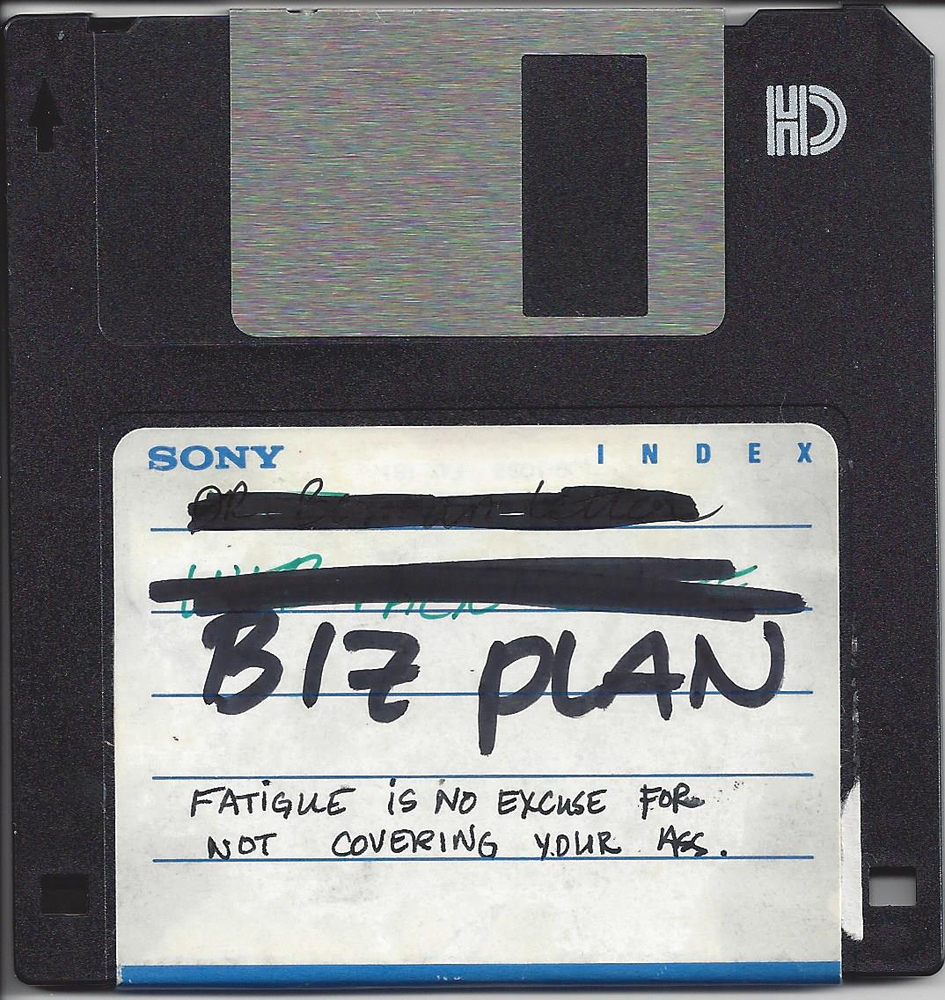 HD
SONY INDEX
BIZ PLAN
FATIGUE IS NO EXCUSE FOR
NOT COVERING YOUR ASS.